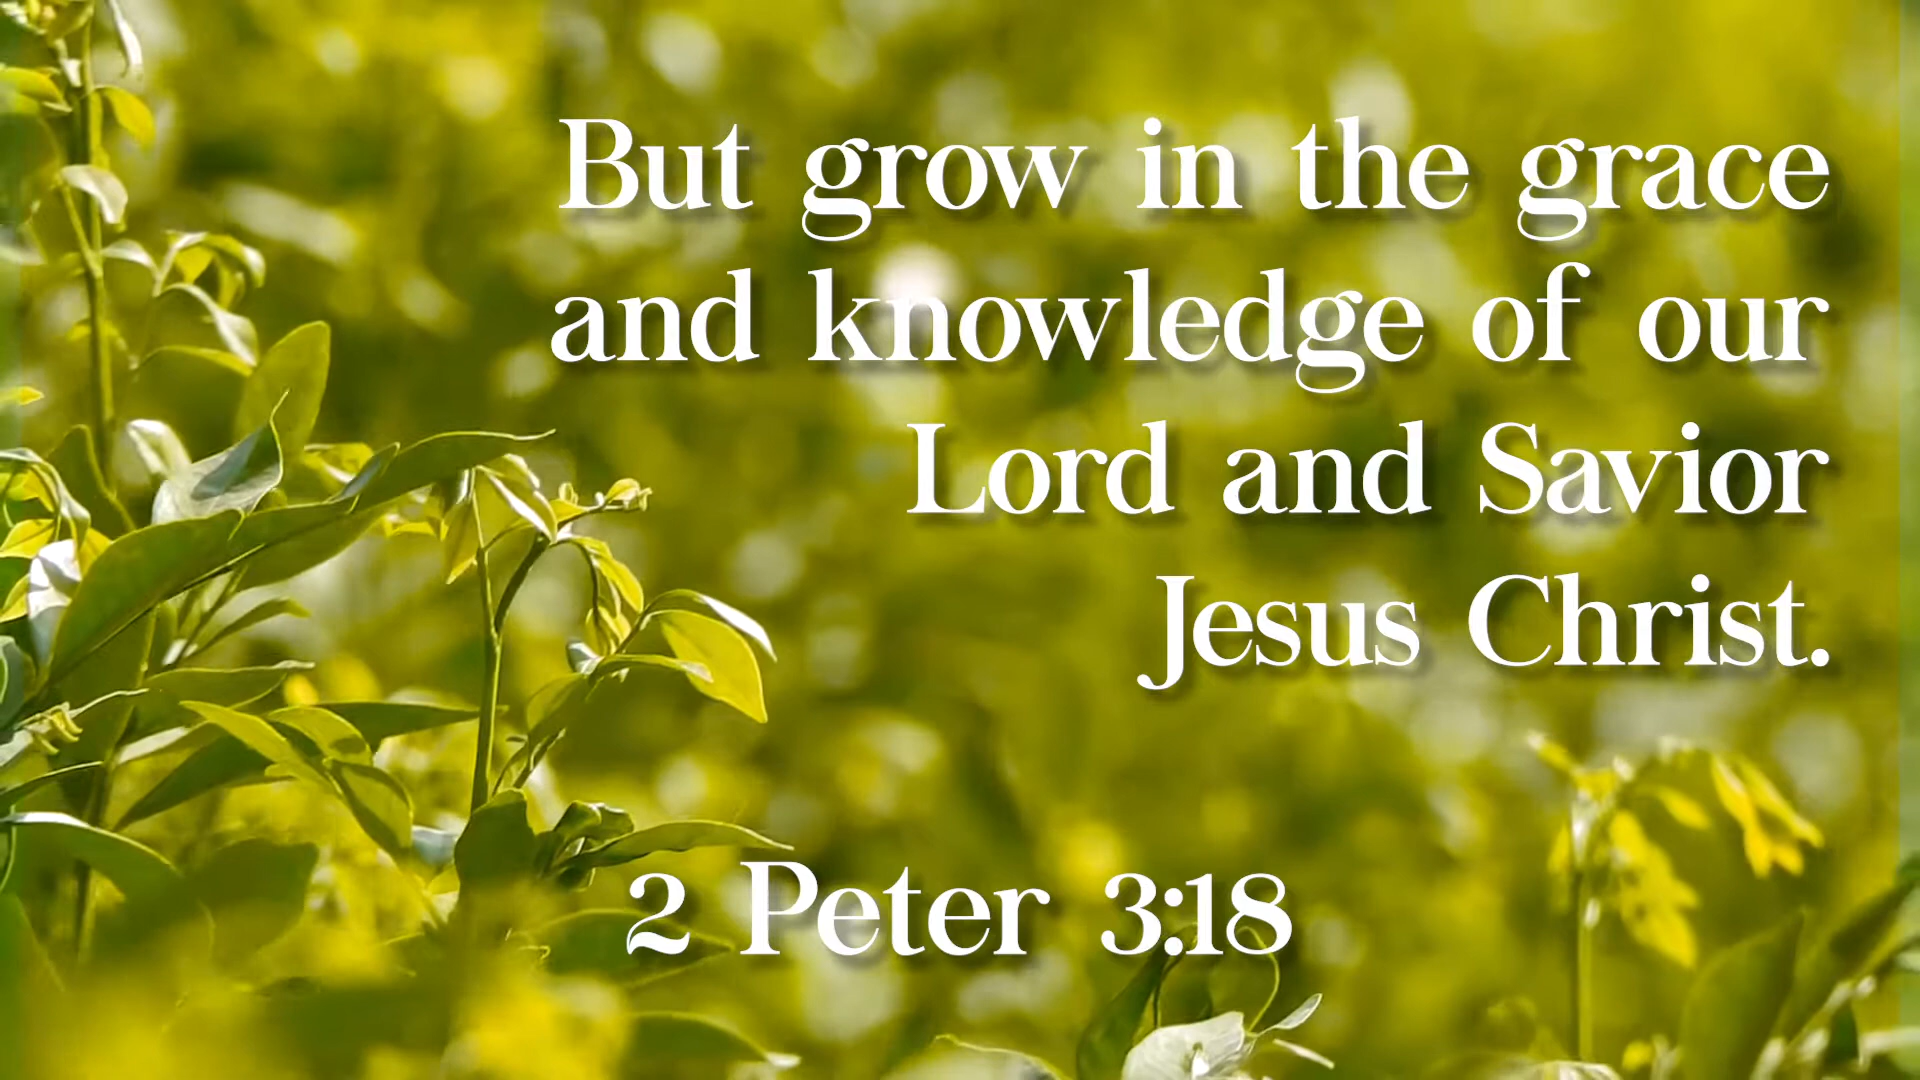 But grow in the grace
and knowledge of our
Lord and Savior
Jesus Christ.
2 Peter 3:18